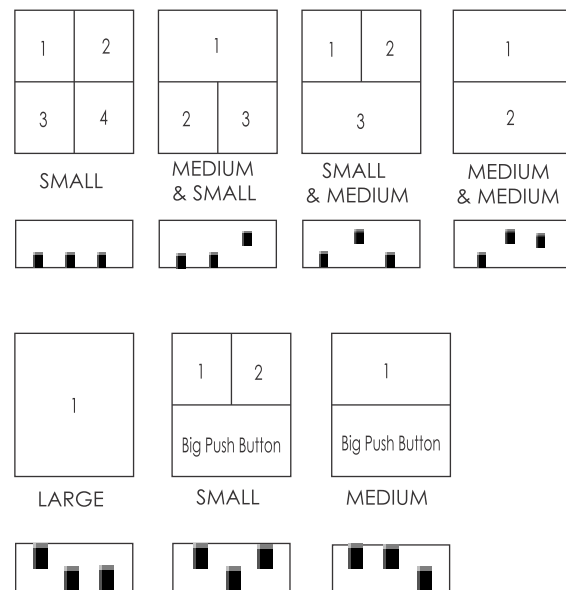 1 2 1 1 2 1
3 4 2 3 3 2
SMALL MEDIUM & SMALL SMALL & MEDIUM MEDIUM & MEDIUM
1 1 2 1
Big Push Button Big Push Button
LARGE SMALL MEDIUM